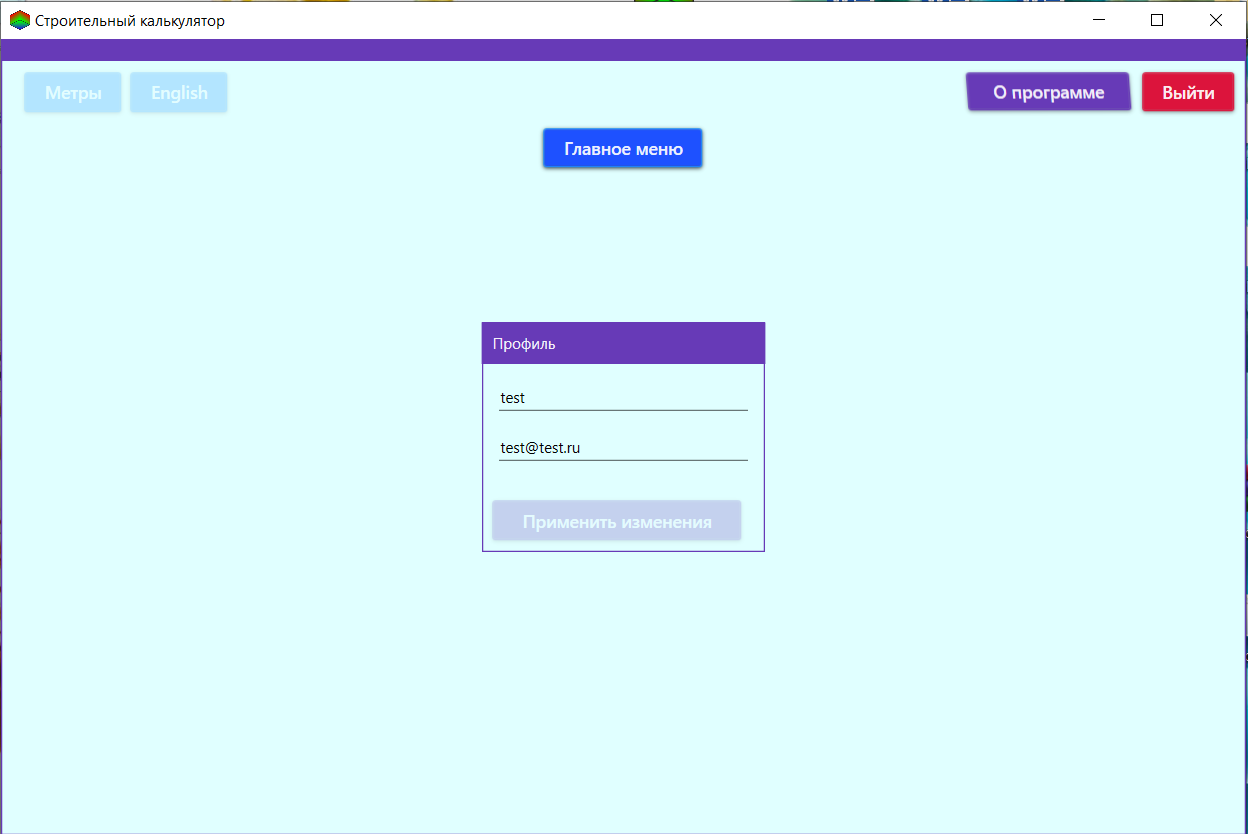 Строительный калькулятор
Метры
English
О программе
Выйти
Главное меню
Профиль
test
test@test.ru
Применить изменения